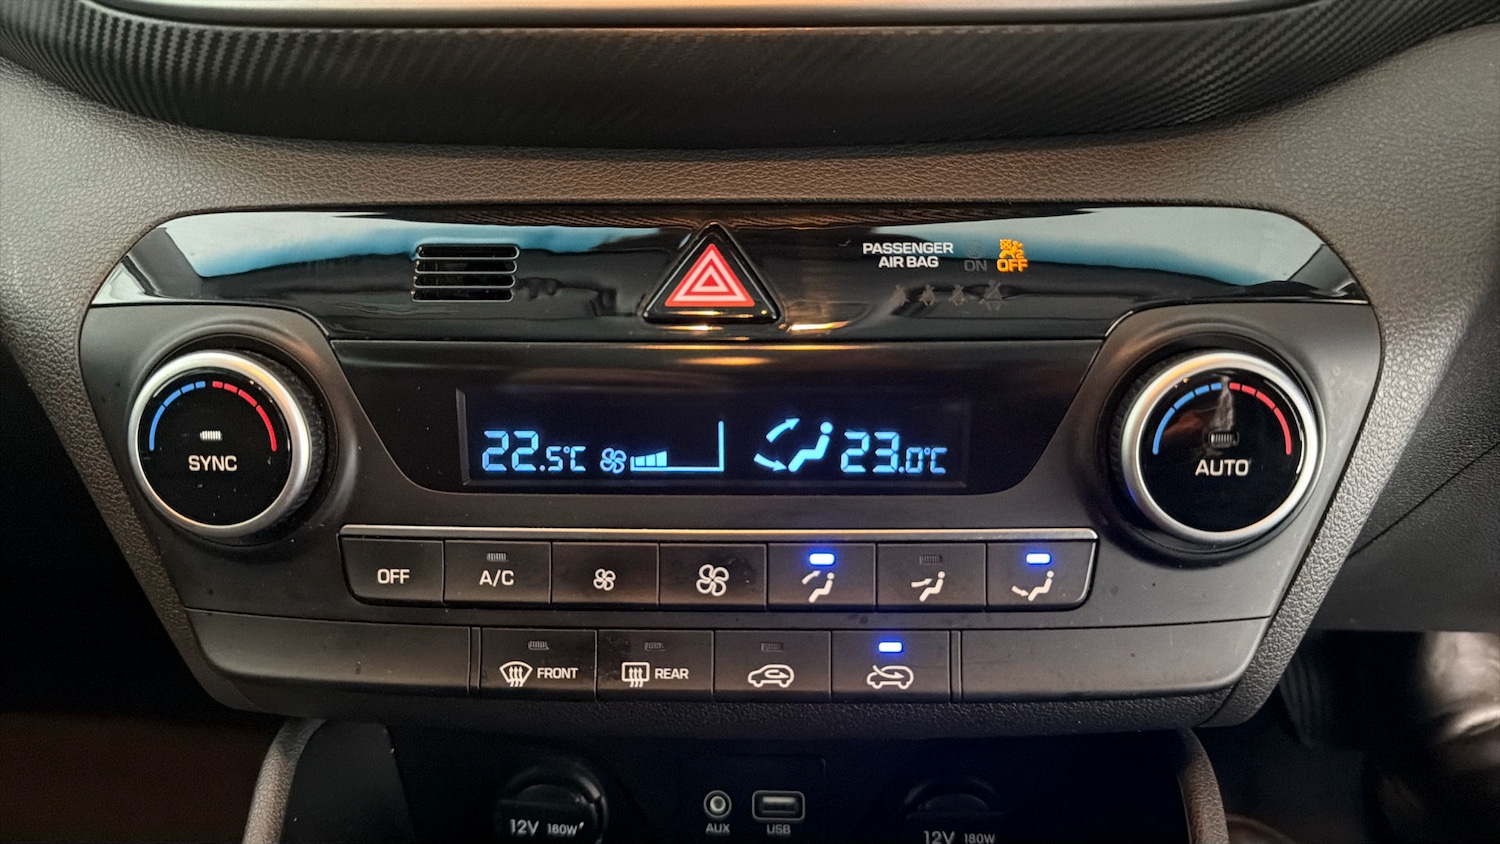 PASSENGER
AIR BAG
ON
OFF
22.5℃
23.0℃
SYNC
AUTO
OFF
A/C
FRONT
REAR
12V 180W
AUX
USB
12V 180W